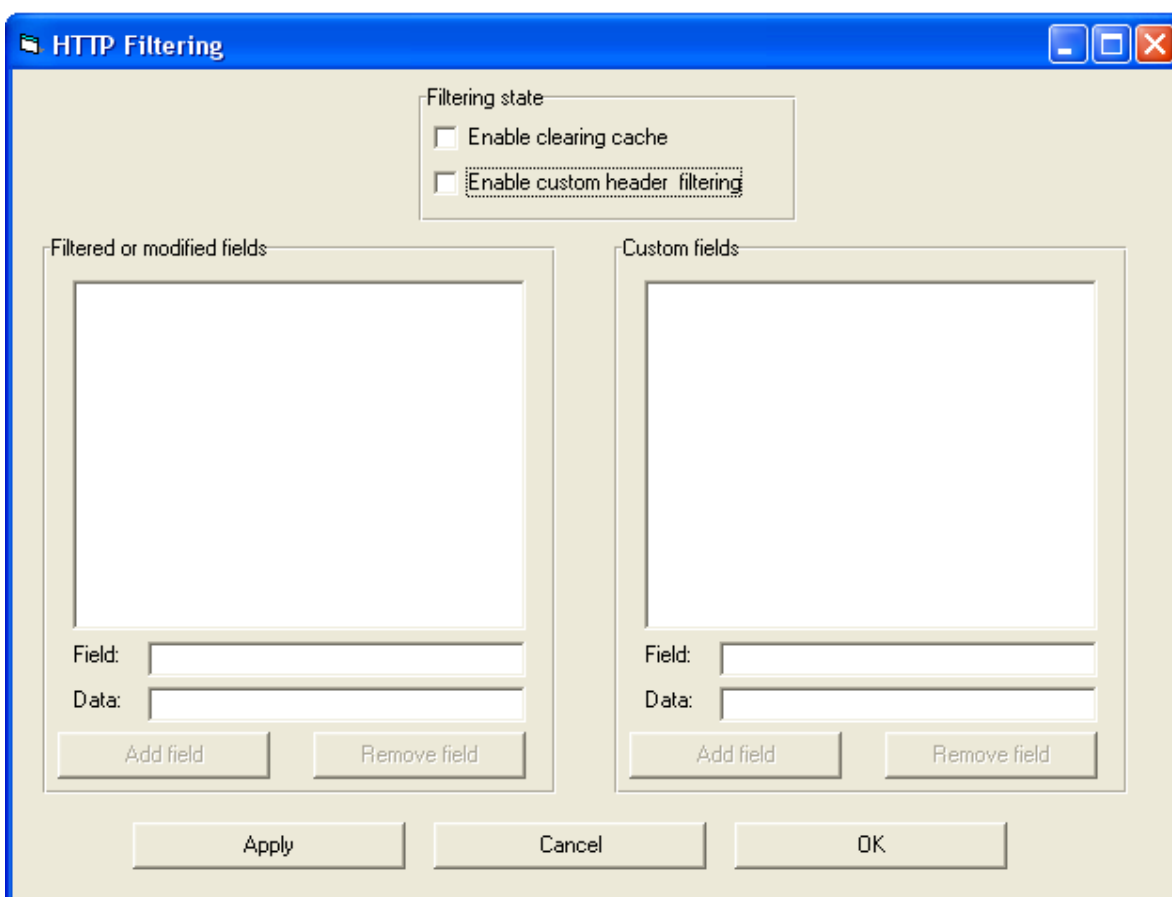 HTTP Filtering
Filtering state
Enable clearing cache
Enable custom header filtering
Filtered or modified fields
Field:
Data:
Add field Remove field
Custom fields
Field:
Data:
Add field Remove field
Apply Cancel OK